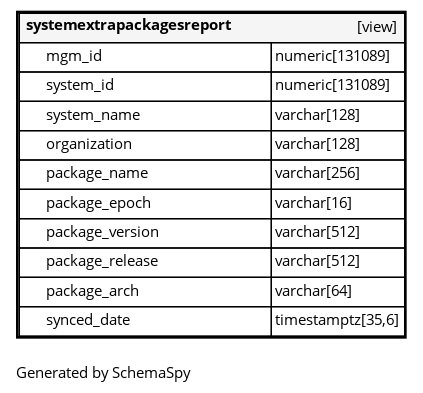 systemextrapackagesreport [view]
mgm_id numeric[131089]
system_id numeric[131089]
system_name varchar[128]
organization varchar[128]
package_name varchar[256]
package_epoch varchar[16]
package_version varchar[512]
package_release varchar[512]
package_arch varchar[64]
synced_date timestamptz[35,6]
Generated by SchemaSpy